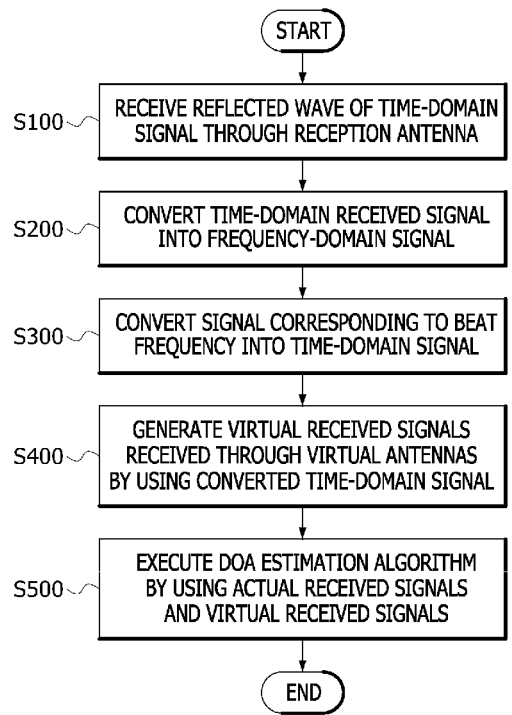 START
S100
RECEIVE REFLECTED WAVE OF TIME-DOMAIN
SIGNAL THROUGH RECEPTION ANTENNA
S200
CONVERT TIME-DOMAIN RECEIVED SIGNAL
INTO FREQUENCY-DOMAIN SIGNAL
S300
CONVERT SIGNAL CORRESPONDING TO BEAT
FREQUENCY INTO TIME-DOMAIN SIGNAL
S400
GENERATE VIRTUAL RECEIVED SIGNALS
RECEIVED THROUGH VIRTUAL ANTENNAS
BY USING CONVERTED TIME-DOMAIN SIGNAL
S500
EXECUTE DOA ESTIMATION ALGORITHM
BY USING ACTUAL RECEIVED SIGNALS
AND VIRTUAL RECEIVED SIGNALS
END